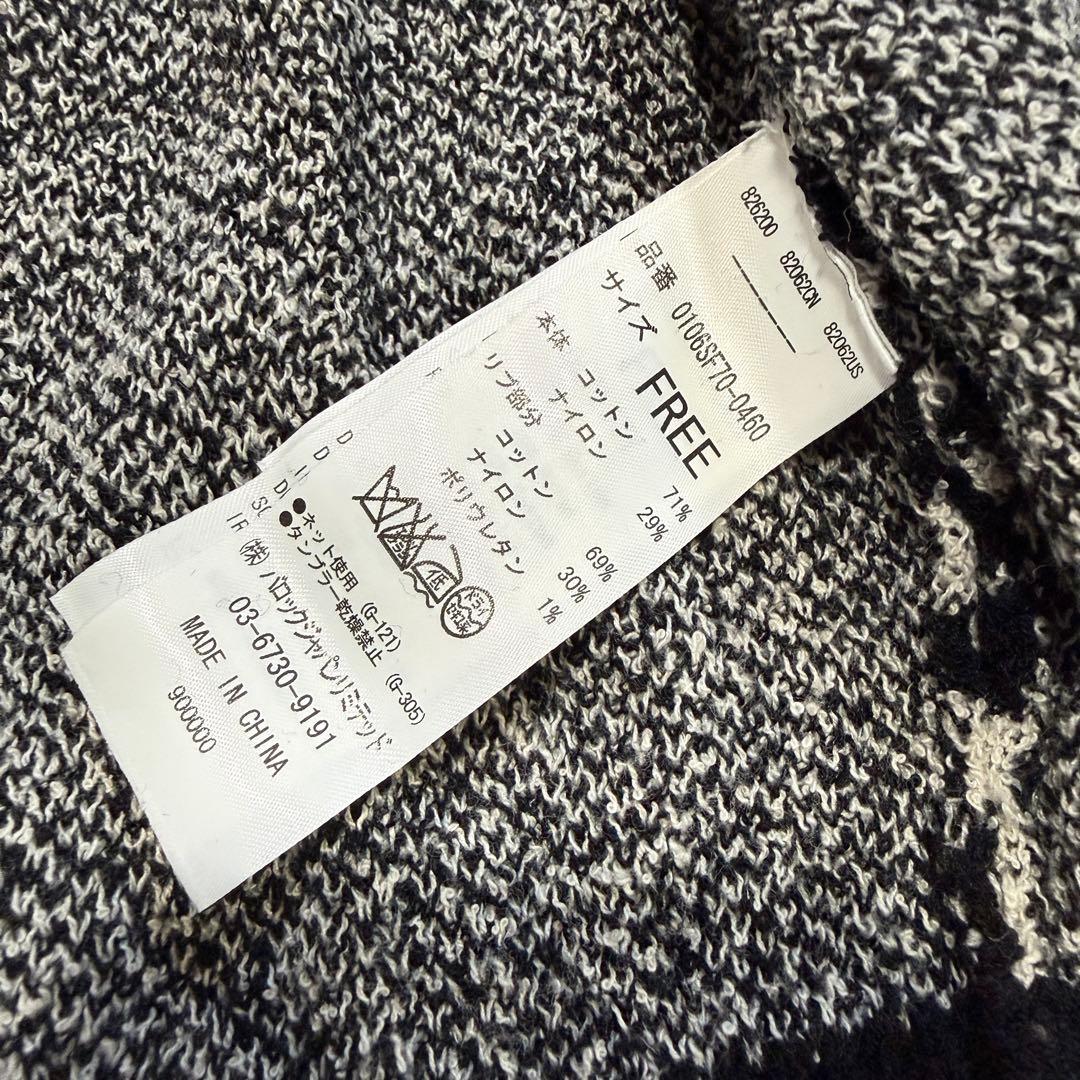 826200 82062CN 82062US
品番 0106SF70-0460
サイズ FREE
本体 コットン 71%
ナイロン 29%
リブ部分 コットン 69%
ナイロン 30%
ポリウレタン 1%
低
●ネット使用 (G-121)
●タンブラー乾燥禁止 (G-305)
(株)バロックジャパンリミテッド
03-6730-9191
MADE IN CHINA
900000